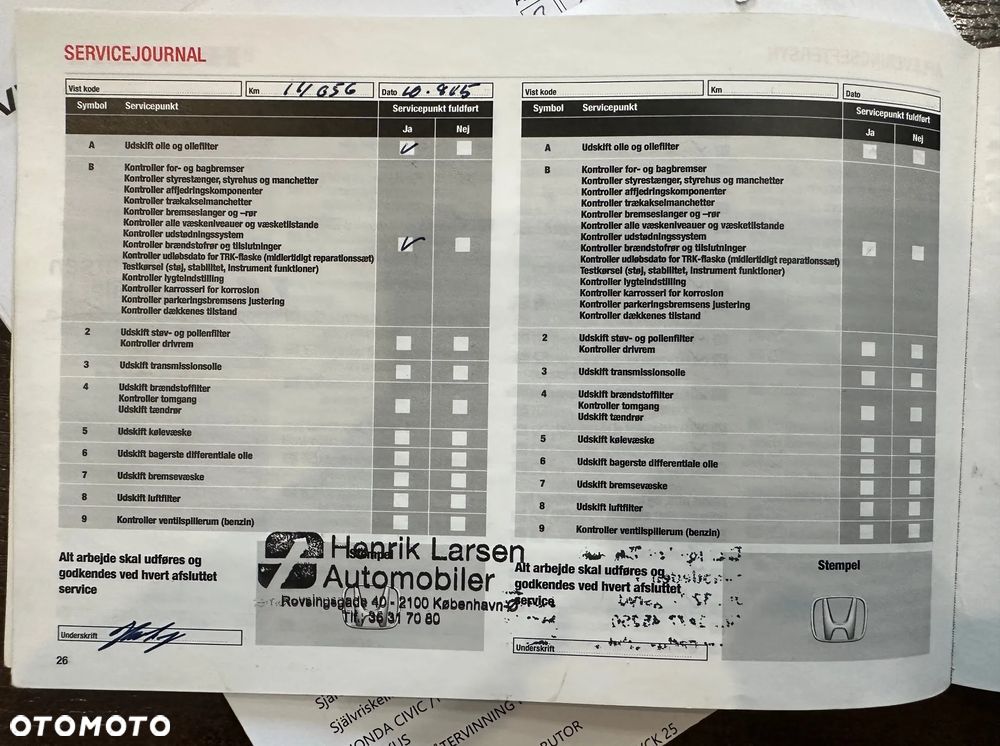 SERVICEJOURNAL
Vist kode
Km 14 656
Dato 10.8.15
Symbol Servicepunkt Servicepunkt fuldført
Ja Nej
A Udskift olie og oliefilter
B Kontroller for- og bagbremser
Kontroller styrestænger, styrehus og manchetter
Kontroller affjedringskomponenter
Kontroller trækakselmanchetter
Kontroller bremseslanger og –rør
Kontroller alle væskeniveauer og væsketilstande
Kontroller udstødningssystem
Kontroller brændstofrør og tilslutninger
Kontroller udløbsdato for TRK-flaske (midlertidigt reparationssæt)
Testkørsel (støj, stabilitet, instrument funktioner)
Kontroller lygteindstilling
Kontroller karrosseri for korrosion
Kontroller parkeringsbremsens justering
Kontroller dækkenes tilstand
2 Udskift støv- og pollenfilter
Kontroller drivrem
3 Udskift transmissionsolie
4 Udskift brændstoffilter
Kontroller tomgang
Udskift tændrør
5 Udskift kølevæske
6 Udskift bagerste differentiale olie
7 Udskift bremsevæske
8 Udskift luftfilter
9 Kontroller ventilspillerum (benzin)
Alt arbejde skal udføres og
godkendes ved hvert afsluttet
service
Stempel
Henrik Larsen
Automobiler
Rovsingsgade 40 - 2100 København Ø
Tlf. 36 31 70 80
Underskrift
26
Vist kode
Km
Dato
Symbol Servicepunkt Servicepunkt fuldført
Ja Nej
A Udskift olie og oliefilter
B Kontroller for- og bagbremser
Kontroller styrestænger, styrehus og manchetter
Kontroller affjedringskomponenter
Kontroller trækakselmanchetter
Kontroller bremseslanger og –rør
Kontroller alle væskeniveauer og væsketilstande
Kontroller udstødningssystem
Kontroller brændstofrør og tilslutninger
Kontroller udløbsdato for TRK-flaske (midlertidigt reparationssæt)
Testkørsel (støj, stabilitet, instrument funktioner)
Kontroller lygteindstilling
Kontroller karrosseri for korrosion
Kontroller parkeringsbremsens justering
Kontroller dækkenes tilstand
2 Udskift støv- og pollenfilter
Kontroller drivrem
3 Udskift transmissionsolie
4 Udskift brændstoffilter
Kontroller tomgang
Udskift tændrør
5 Udskift kølevæske
6 Udskift bagerste differentiale olie
7 Udskift bremsevæske
8 Udskift luftfilter
9 Kontroller ventilspillerum (benzin)
Alt arbejde skal udføres og
godkendes ved hvert afsluttet
service
Stempel
Underskrift
HONDA CIVIC /
OTOMOTO